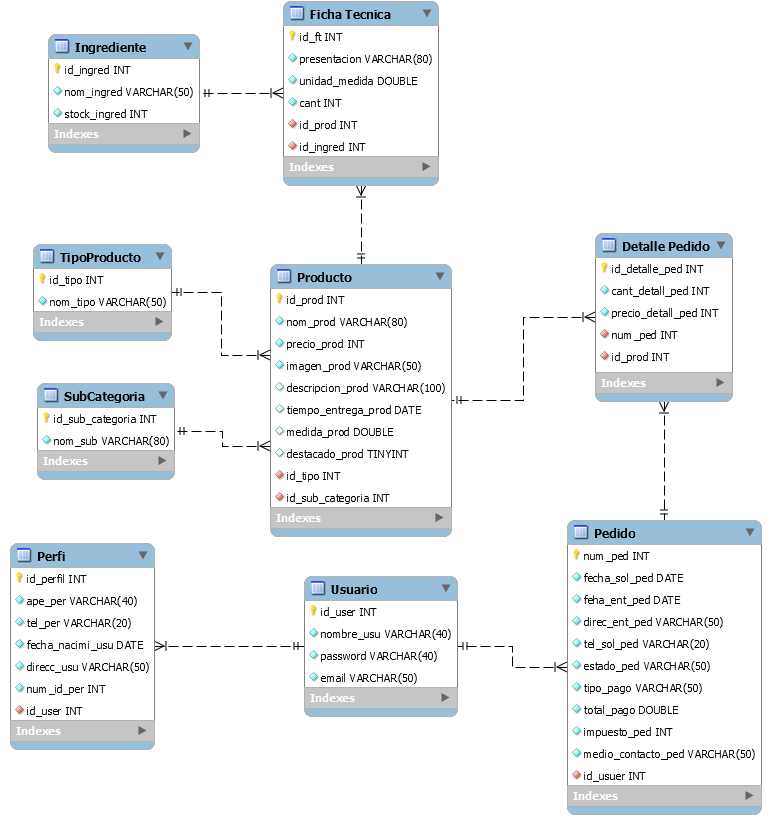 Ficha Tecnica
id_ft INT
presentacion VARCHAR(80)
unidad_medida DOUBLE
cant INT
id_prod INT
id_ingred INT
Indexes
Ingrediente
id_ingred INT
nom_ingred VARCHAR(50)
stock_ingred INT
Indexes
TipoProducto
id_tipo INT
nom_tipo VARCHAR(50)
Indexes
Producto
id_prod INT
nom_prod VARCHAR(80)
precio_prod INT
imagen_prod VARCHAR(50)
descripcion_prod VARCHAR(100)
tiempo_entrega_prod DATE
medida_prod DOUBLE
destacado_prod TINYINT
id_tipo INT
id_sub_categoria INT
Indexes
Detalle Pedido
id_detalle_ped INT
cant_detall_ped INT
precio_detall_ped INT
num_ped INT
id_prod INT
Indexes
SubCategoria
id_sub_categoria INT
nom_sub VARCHAR(80)
Indexes
Perfi
id_perfil INT
ape_per VARCHAR(40)
tel_per VARCHAR(20)
fecha_nacimi_usu DATE
direcc_usu VARCHAR(50)
num_id_per INT
id_user INT
Indexes
Usuario
id_user INT
nombre_usu VARCHAR(40)
password VARCHAR(40)
email VARCHAR(50)
Indexes
Pedido
num_ped INT
fecha_sol_ped DATE
feha_ent_ped DATE
direc_ent_ped VARCHAR(50)
tel_sol_ped VARCHAR(20)
estado_ped VARCHAR(50)
tipo_pago VARCHAR(50)
total_pago DOUBLE
impuesto_ped INT
medio_contacto_ped VARCHAR(50)
id_usuer INT
Indexes